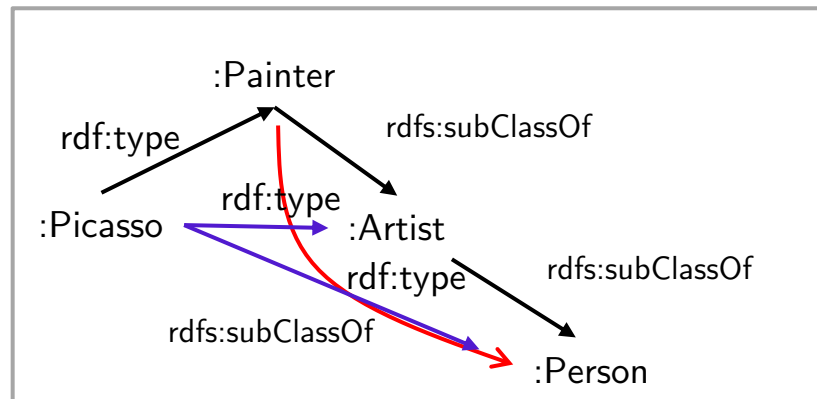 :Painter
rdfs:subClassOf
rdf:type
rdf:type
:Picasso
:Artist
rdf:type
rdfs:subClassOf
rdfs:subClassOf
:Person